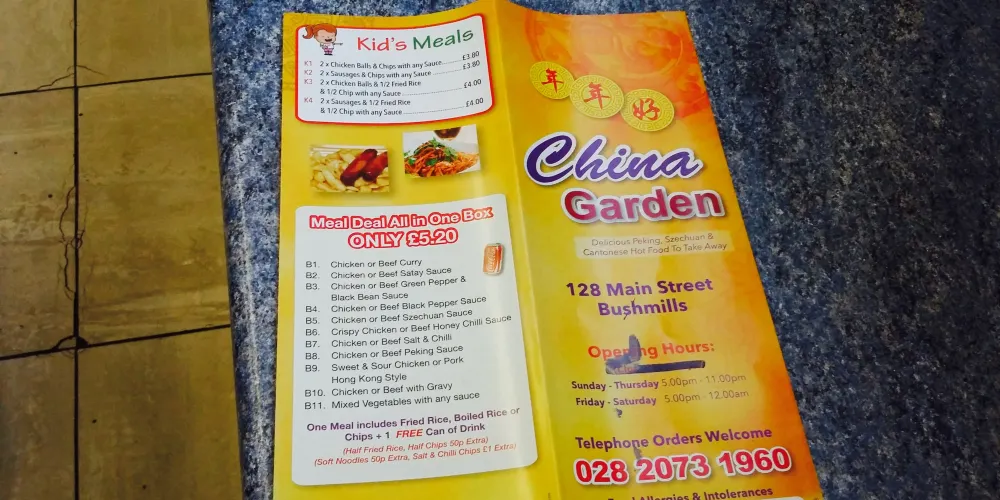 Kid's Meals
K1 2 x Chicken Balls & Chips with any Sauce.......... £3.80
K2 2 x Sausages & Chips with any Sauce .............. £3.80
K3 2 x Chicken Balls & 1/2 Fried Rice
& 1/2 Chip with any Sauce .............. £4.00
K4 2 x Sausages & 1/2 Fried Rice
& 1/2 Chip with any Sauce .............. £4.00
Meal Deal All in One Box
ONLY £5.20
B1. Chicken or Beef Curry
B2. Chicken or Beef Satay Sauce
B3. Chicken or Beef Green Pepper &
Black Bean Sauce
B4. Chicken or Beef Black Pepper Sauce
B5. Chicken or Beef Szechuan Sauce
B6. Crispy Chicken or Beef Honey Chilli Sauce
B7. Chicken or Beef Salt & Chilli
B8. Chicken or Beef Peking Sauce
B9. Sweet & Sour Chicken or Pork
Hong Kong Style
B10. Chicken or Beef with Gravy
B11. Mixed Vegetables with any sauce
One Meal includes Fried Rice, Boiled Rice or
Chips + 1 FREE Can of Drink
(Half Fried Rice, Half Chips 50p Extra)
(Soft Noodles 50p Extra, Salt & Chilli Chips £1 Extra)
年年好
China
Garden
Delicious Peking, Szechuan &
Cantonese Hot Food To Take Away
128 Main Street
Bushmills
Opening Hours:
Sunday - Thursday 5.00pm - 11.00pm
Friday - Saturday 5.00pm - 12.00am
Telephone Orders Welcome
028 2073 1960
Food Allergies & Intolerances